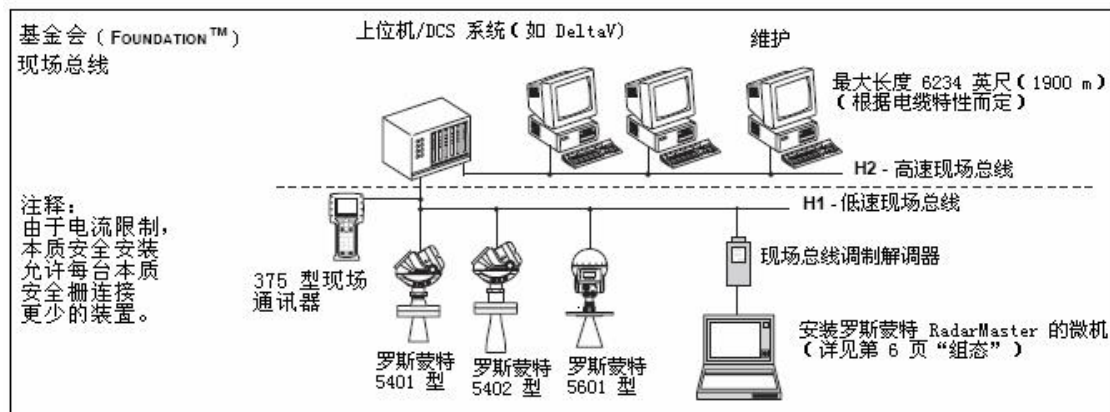 基金会（FOUNDATION™）
现场总线
上位机/DCS 系统（如 DeltaV）
维护
最大长度 6234 英尺（1900 m）
（根据电缆特性而定）
H2 - 高速现场总线
H1 - 低速现场总线
注释：
由于电流限制，
本质安全安装
允许每台本质
安全栅连接
更少的装置。
375 型现场
通讯器
现场总线调制解调器
罗斯蒙特
5401 型
罗斯蒙特
5402 型
罗斯蒙特
5601 型
安装罗斯蒙特 RadarMaster 的微机
（详见第 6 页“组态”）